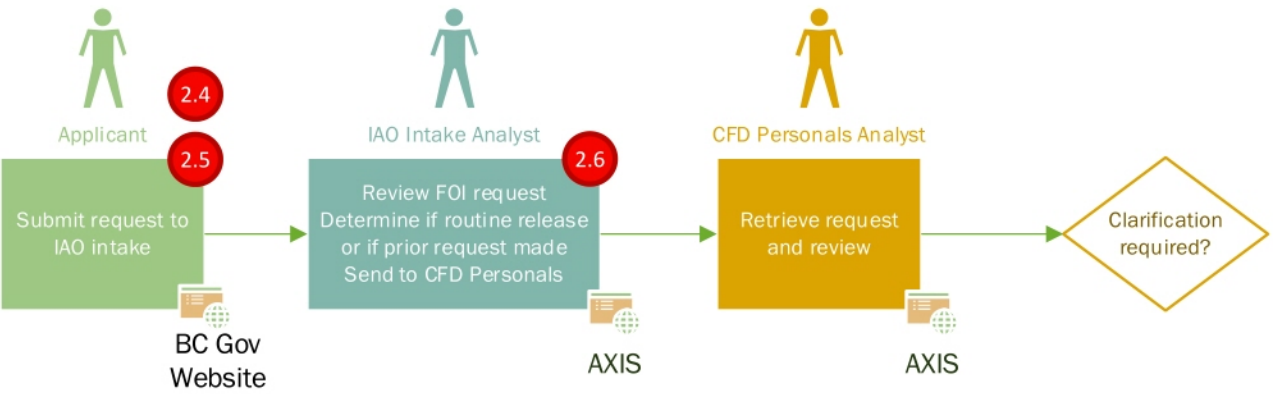 2.4
Applicant
2.5
Submit request to
IAO intake
BC Gov
Website
IAO Intake Analyst
2.6
Review FOI request
Determine if routine release
or if prior request made
Send to CFD Personals
AXIS
CFD Personals Analyst
Retrieve request
and review
AXIS
Clarification
required?